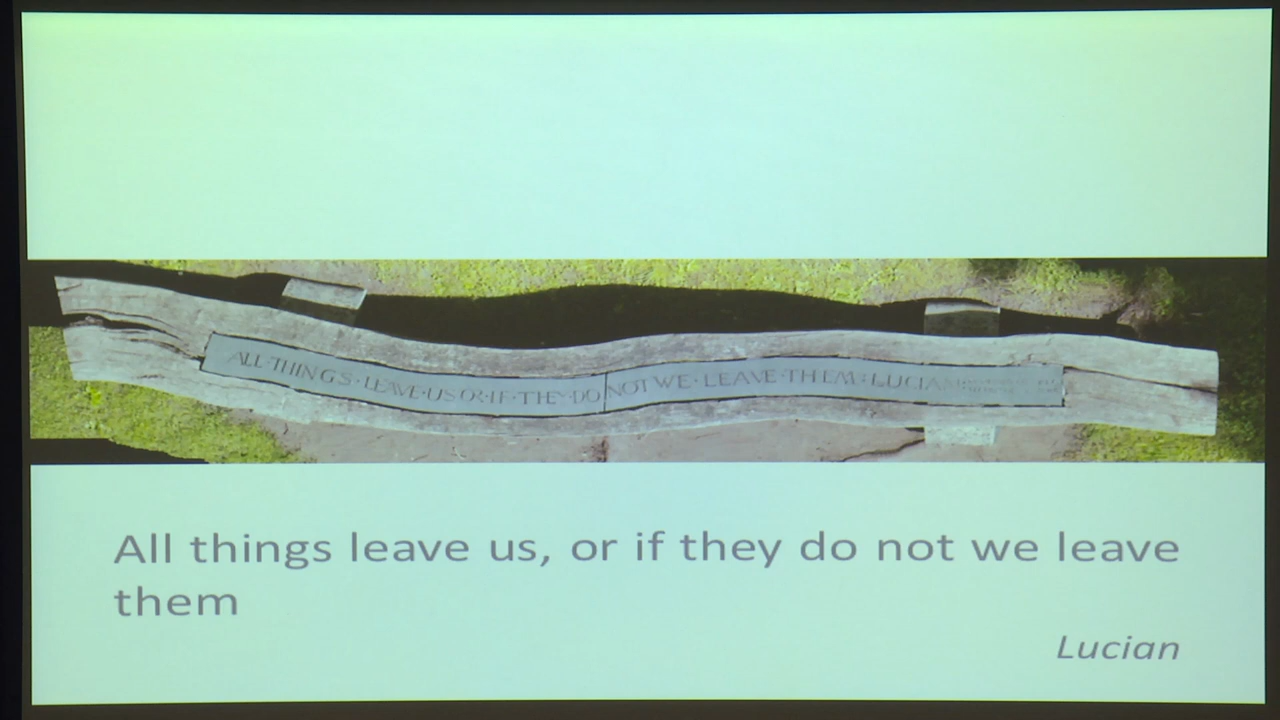 ALL·THINGS·LEAVE·US OR·IF·THEY·DO NOT WE·LEAVE·THEM·LUCIAN
All things leave us, or if they do not we leave
them
Lucian